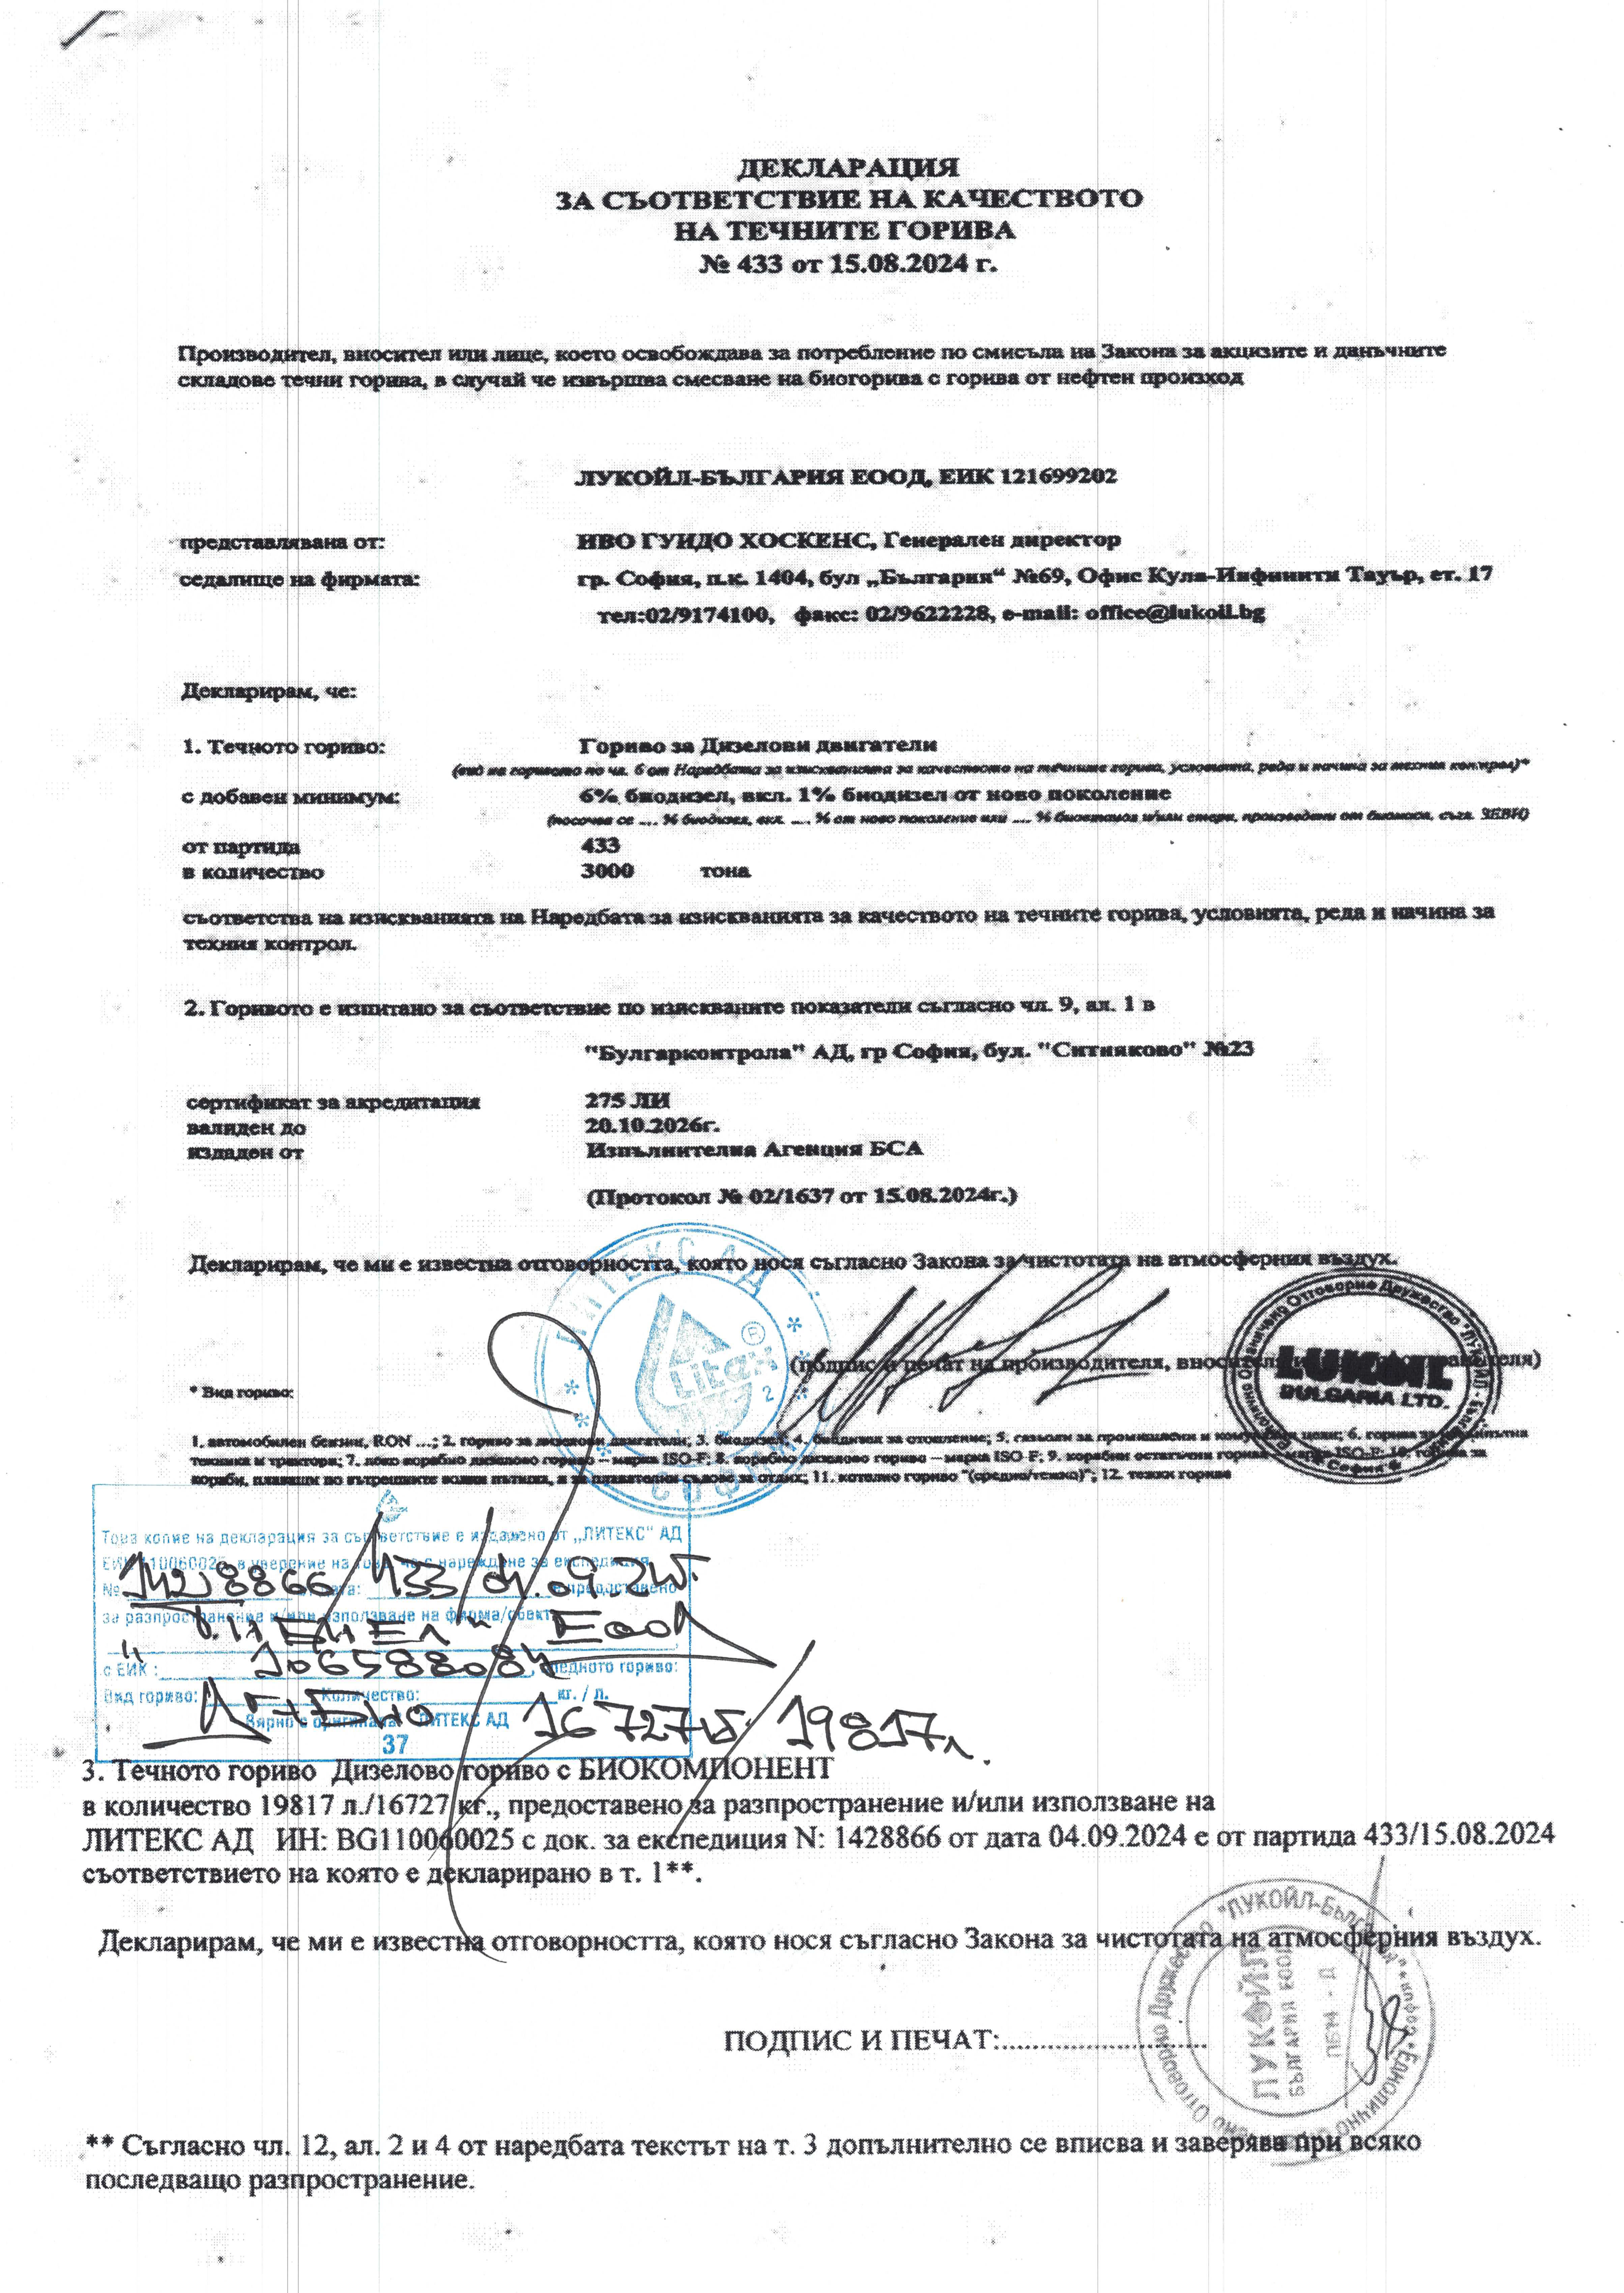 ДЕКЛАРАЦИЯ
ЗА СЪОТВЕТСТВИЕ НА КАЧЕСТВОТО
НА ТЕЧНИТЕ ГОРИВА
№ 433 от 15.08.2024 г.
Производител, вносител или лице, което освобождава за потребление по смисъла на Закона за акцизите и данъчните
складове течни горива, в случай че извършва смесване на биогорива с горива от нефтен произход
ЛУКОЙЛ-БЪЛГАРИЯ ЕООД, ЕИК 121699202
представлявана от: ИВО ГУИДО ХОСКЕНС, Генерален директор
седалище на фирмата: гр. София, п.к. 1404, бул „България“ №69, Офис Кула-Инфинити Тауър, ет. 17
тел:02/9174100, факс: 02/9622228, e-mail: office@lukoil.bg
Декларирам, че:
1. Течното гориво: Гориво за Дизелови двигатели
(вид на горивото по чл. 6 от Наредбата за изискванията за качеството на течните горива, условията, реда и начина за техния контрол)*
с добавен минимум: 6% биодизел, вкл. 1% биодизел от ново поколение
(посочва се .... % биодизел, вкл. .... % от ново поколение или .... % биоетанол и/или етери, произведени от биомаса, съгл. ЗЕВИ)
от партида 433
в количество 3000 тона
съответства на изискванията на Наредбата за изискванията за качеството на течните горива, условията, реда и начина за
техния контрол.
2. Горивото е изпитано за съответствие по изискваните показатели съгласно чл. 9, ал. 1 в
"Булгарконтрола" АД, гр София, бул. "Ситняково" №23
сертификат за акредитация 275 ЛИ
валиден до 20.10.2026г.
издаден от Изпълнителна Агенция БСА
(Протокол № 02/1637 от 15.08.2024г.)
Декларирам, че ми е известна отговорността, която нося съгласно Закона за чистотата на атмосферния въздух.
ЛИТЕКС АД
Litex
2
СОФИЯ
(подпис и печат на производителя, вносителя
LUKOIL
BULGARIA LTD.
* Вид гориво:
1. автомобилен бензин, RON ...; 2. гориво за дизелови двигатели; 3. биодизел; 4. биодизел за отопление; 5. газьоли за промишлени и комунални цели; 6. горива за извънпътна
техника и трактори; 7. леко корабно дизелово гориво – марка ISO-F; 8. корабно дизелово гориво – марка ISO-F; 9. корабни остатъчни горива – марка ISO-F; 10. горива за
кораби, плаващи по вътрешните водни пътища, и за плавателни съдове за отдих; 11. котелно гориво "(средно/тежко)"; 12. тежки горива
Това копие на декларация за съответствие е издадено от „ЛИТЕКС“ АД
ЕИК 110060025, в уверение на това, че с нареждане за експедиция
№ 1428866 / 433 / 04.09.24г. предоставено
за разпространение и/или използване на фирма/обект
ЕООД
с ЕИК : 106588084, следното гориво:
Вид гориво: Количество: кг. / л.
16727кг. 19817л.
Вярно с оригинала ЛИТЕКС АД
37
3. Течното гориво Дизелово гориво с БИОКОМПОНЕНТ
в количество 19817 л./16727 кг., предоставено за разпространение и/или използване на
ЛИТЕКС АД ИН: BG110060025 с док. за експедиция N: 1428866 от дата 04.09.2024 е от партида 433/15.08.2024
съответствието на която е декларирано в т. 1**.
Декларирам, че ми е известна отговорността, която нося съгласно Закона за чистотата на атмосферния въздух.
ПОДПИС И ПЕЧАТ:............................
ЛУКОЙЛ
БЪЛГАРИЯ ЕООД
** Съгласно чл. 12, ал. 2 и 4 от наредбата текстът на т. 3 допълнително се вписва и заверява при всяко
последващо разпространение.